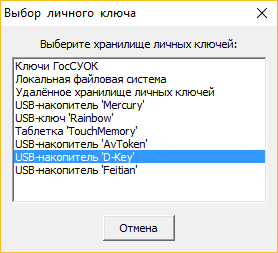 Выбор личного ключа
Выберите хранилище личных ключей:
Ключи ГосСУОК
Локальная файловая система
Удалённое хранилище личных ключей
USB-накопитель 'Mercury'
USB-ключ 'Rainbow'
Таблетка 'TouchMemory'
USB-накопитель 'AvToken'
USB-накопитель 'D-Key'
USB-накопитель 'Feitian'
Отмена